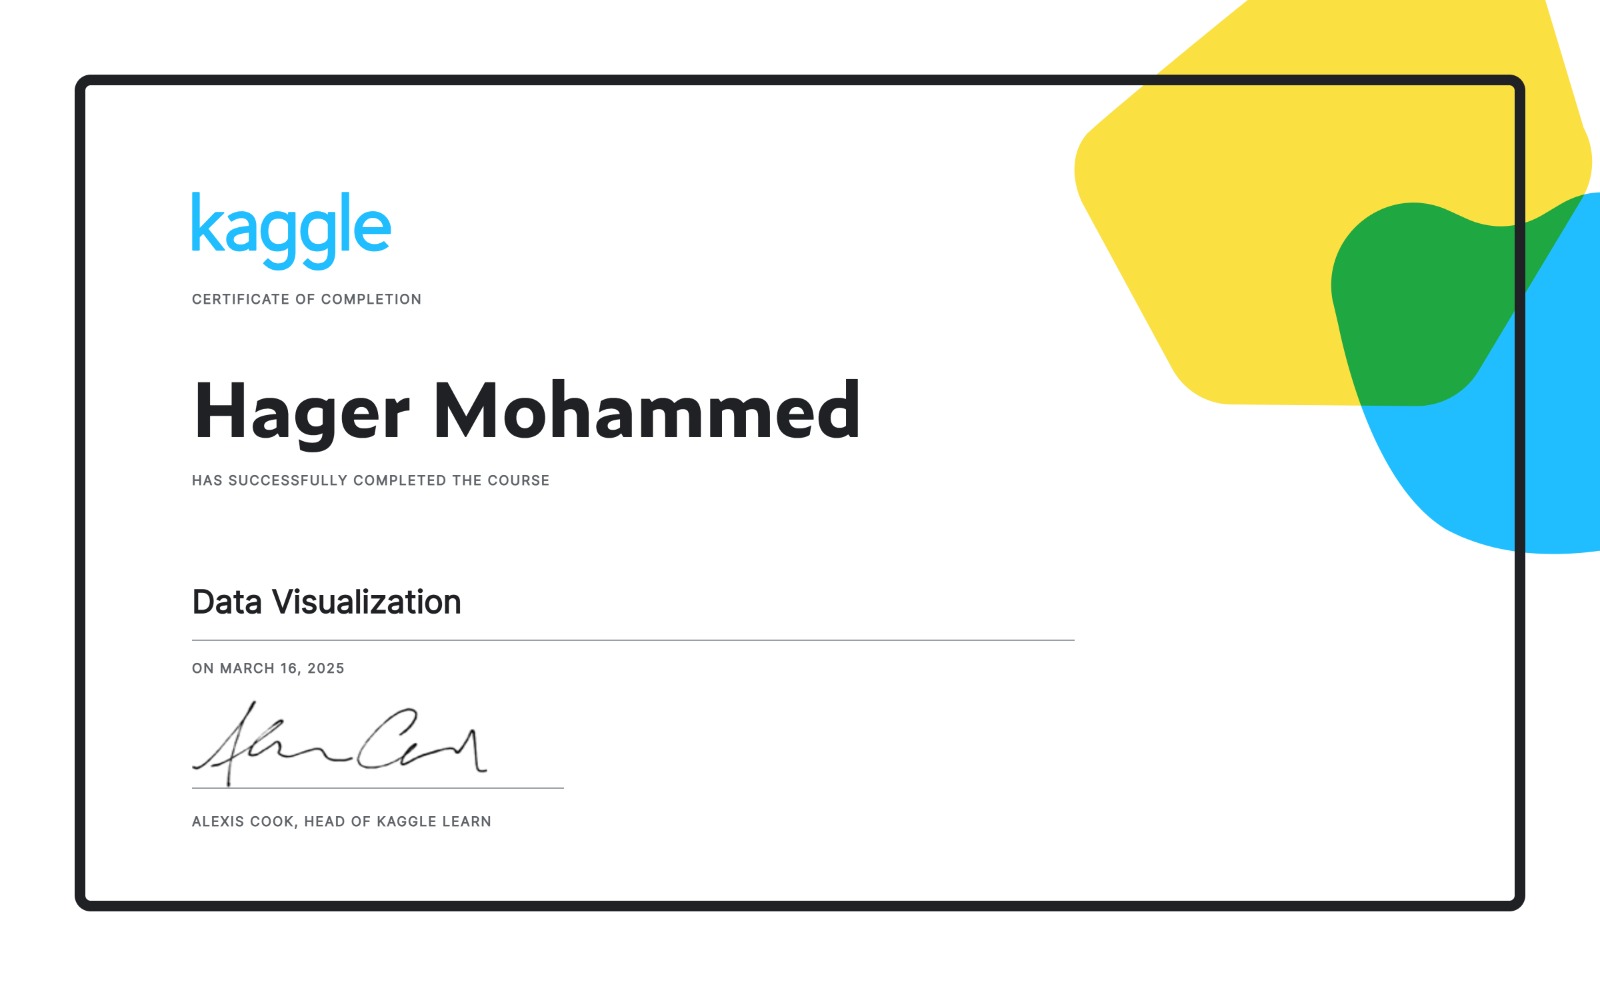 kaggle
CERTIFICATE OF COMPLETION
Hager Mohammed
HAS SUCCESSFULLY COMPLETED THE COURSE
Data Visualization
ON MARCH 16, 2025
ALEXIS COOK, HEAD OF KAGGLE LEARN